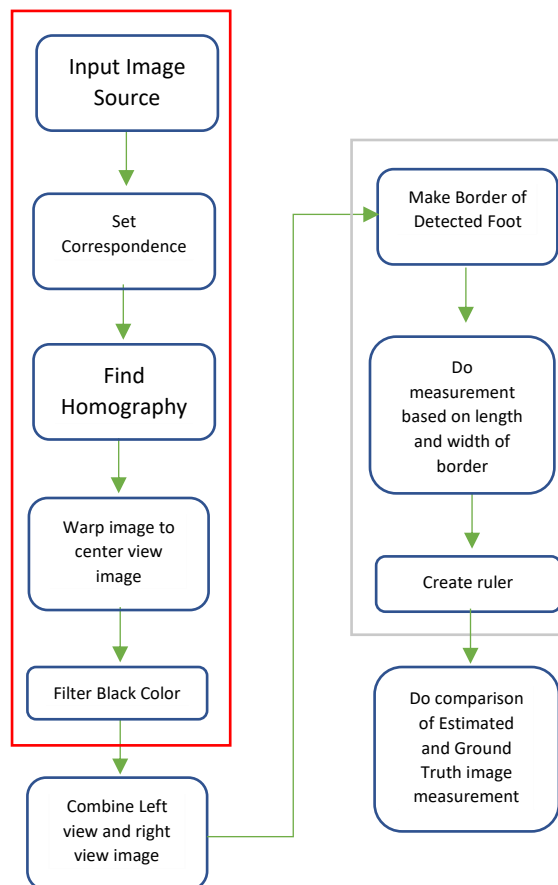 Input Image
Source
Set
Correspondence
Find
Homography
Warp image to
center view
image
Filter Black Color
Combine Left
view and right
view image
Make Border of
Detected Foot
Do
measurement
based on length
and width of
border
Create ruler
Do comparison
of Estimated
and Ground
Truth image
measurement